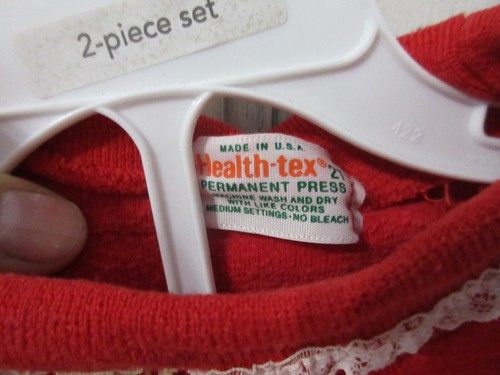 2-piece set
422
MADE IN U.S.A.
Health-tex®
PERMANENT PRESS
MACHINE WASH AND DRY
WITH LIKE COLORS
MEDIUM SETTINGS·NO BLEACH